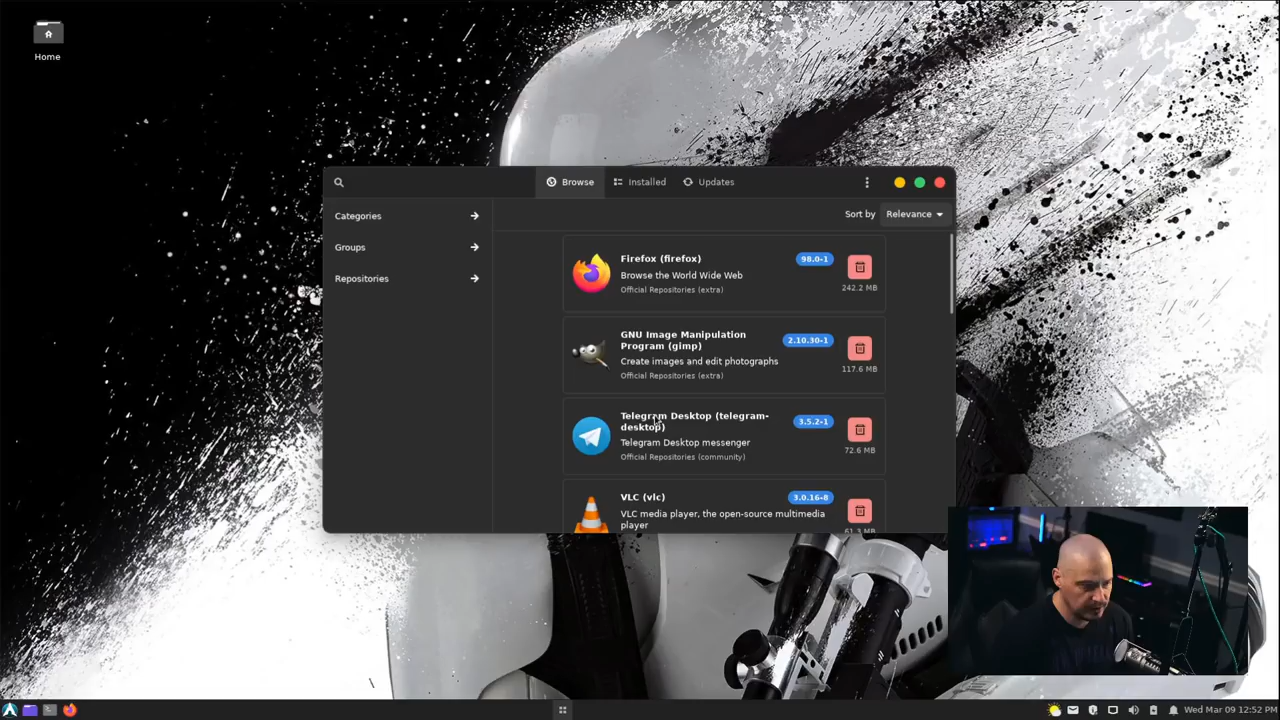 Home
Browse
Installed
Updates
Categories
Groups
Repositories
Sort by
Relevance
Firefox (firefox)
98.0-1
Browse the World Wide Web
Official Repositories (extra)
242.2 MB
GNU Image Manipulation
Program (gimp)
2.10.30-1
Create images and edit photographs
Official Repositories (extra)
117.6 MB
Telegram Desktop (telegram-
desktop)
3.5.2-1
Telegram Desktop messenger
Official Repositories (community)
72.6 MB
VLC (vlc)
3.0.16-8
VLC media player, the open-source multimedia
player
61.3 MB
Wed Mar 09 12:52 PM